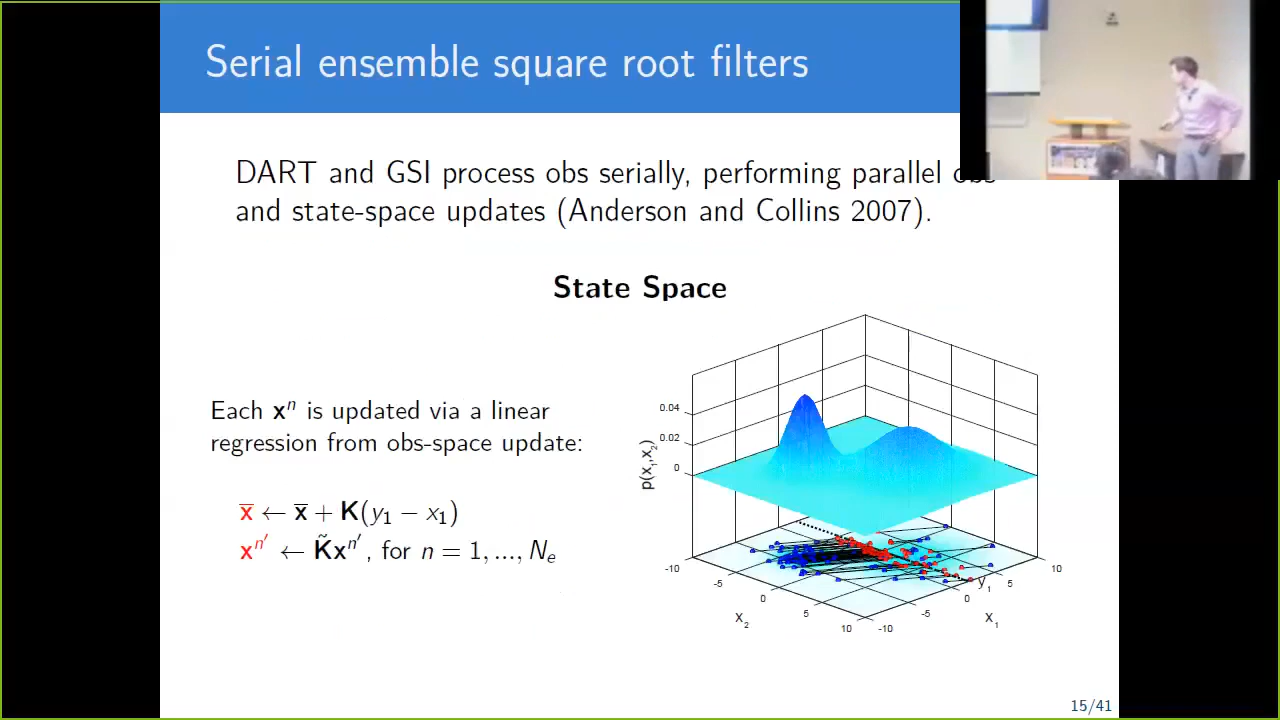 Serial ensemble square root filters
DART and GSI process obs serially, performing parallel obs
and state-space updates (Anderson and Collins 2007).
State Space
Each xⁿ is updated via a linear
regression from obs-space update:
x̅ ← x̅ + K(y₁ − x₁)
xⁿ′ ← K̃xⁿ′, for n = 1, ..., Nₑ
p(x₁,x₂)
0.04
0.02
0
-10
-5
0
5
10
x₂
-10
-5
0
5
10
x₁
y₁
15/41